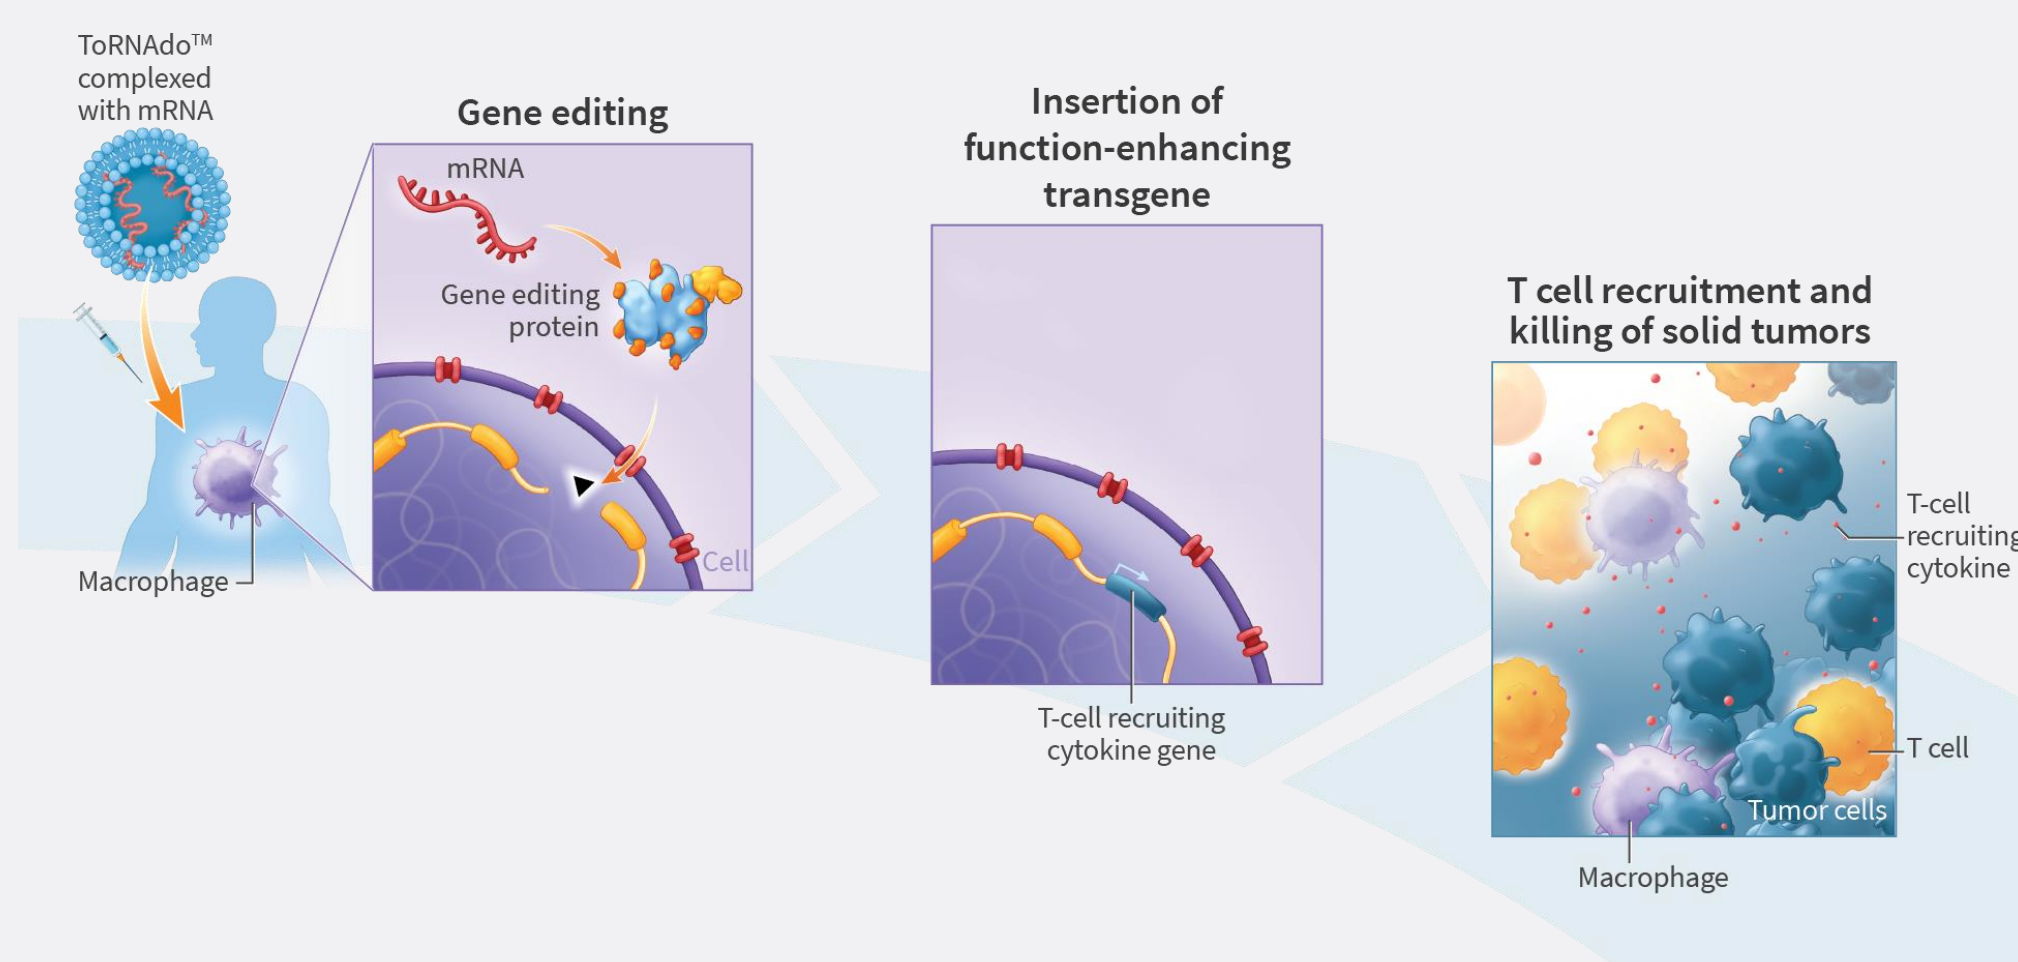 ToRNAdo™
complexed
with mRNA
Macrophage
Gene editing
mRNA
Gene editing
protein
Cell
Insertion of
function-enhancing
transgene
T-cell recruiting
cytokine gene
T cell recruitment and
killing of solid tumors
T-cell
recruiting
cytokine
T cell
Tumor cells
Macrophage